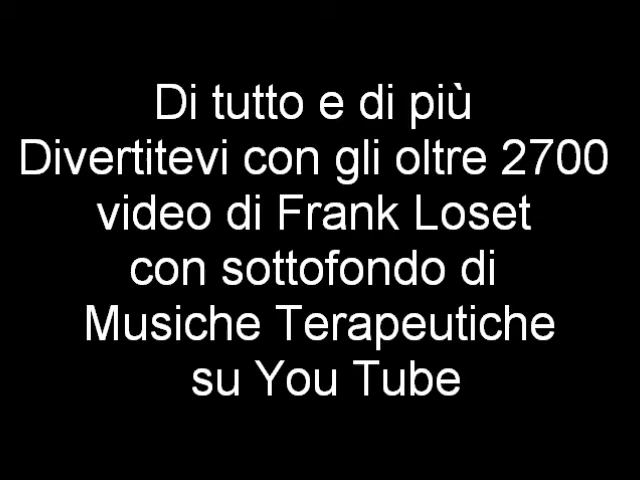 Di tutto e di più
Divertitevi con gli oltre 2700
video di Frank Loset
con sottofondo di
Musiche Terapeutiche
su You Tube